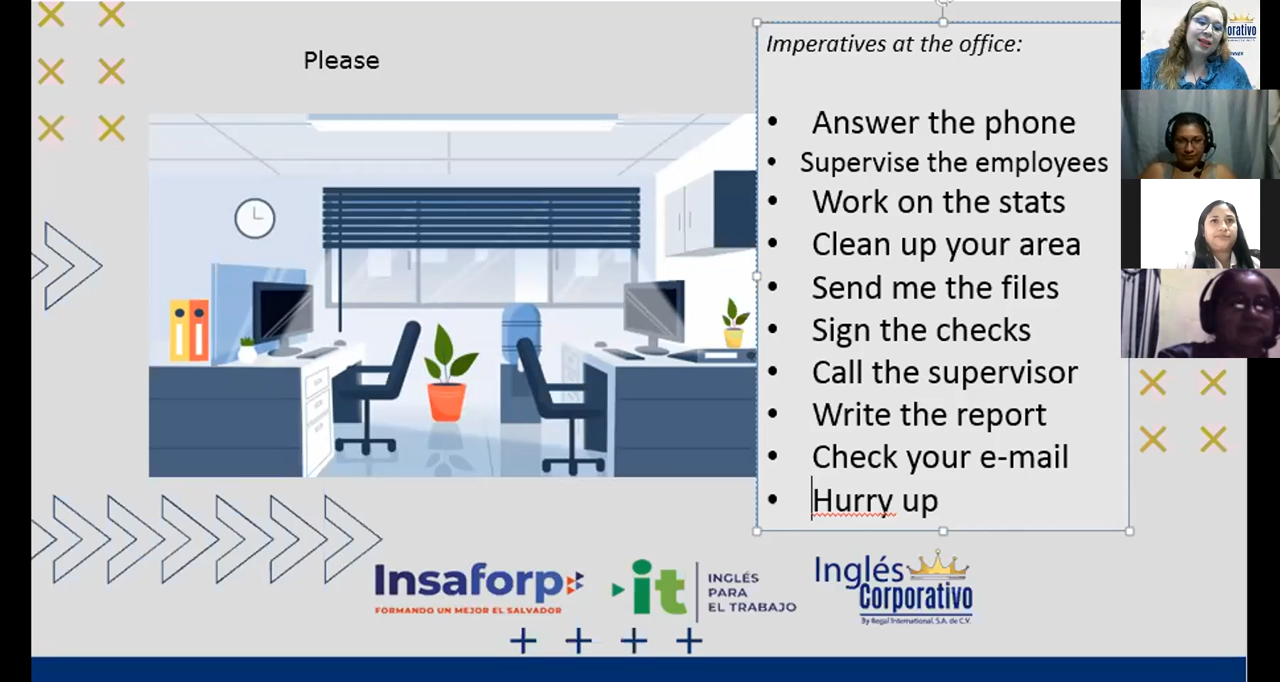 Please
Imperatives at the office:
• Answer the phone
• Supervise the employees
• Work on the stats
• Clean up your area
• Send me the files
• Sign the checks
• Call the supervisor
• Write the report
• Check your e-mail
• Hurry up
Insaforp
FORMANDO UN MEJOR EL SALVADOR
it
INGLÉS
PARA
EL TRABAJO
Inglés
Corporativo
By Regal International, S.A. de C.V.